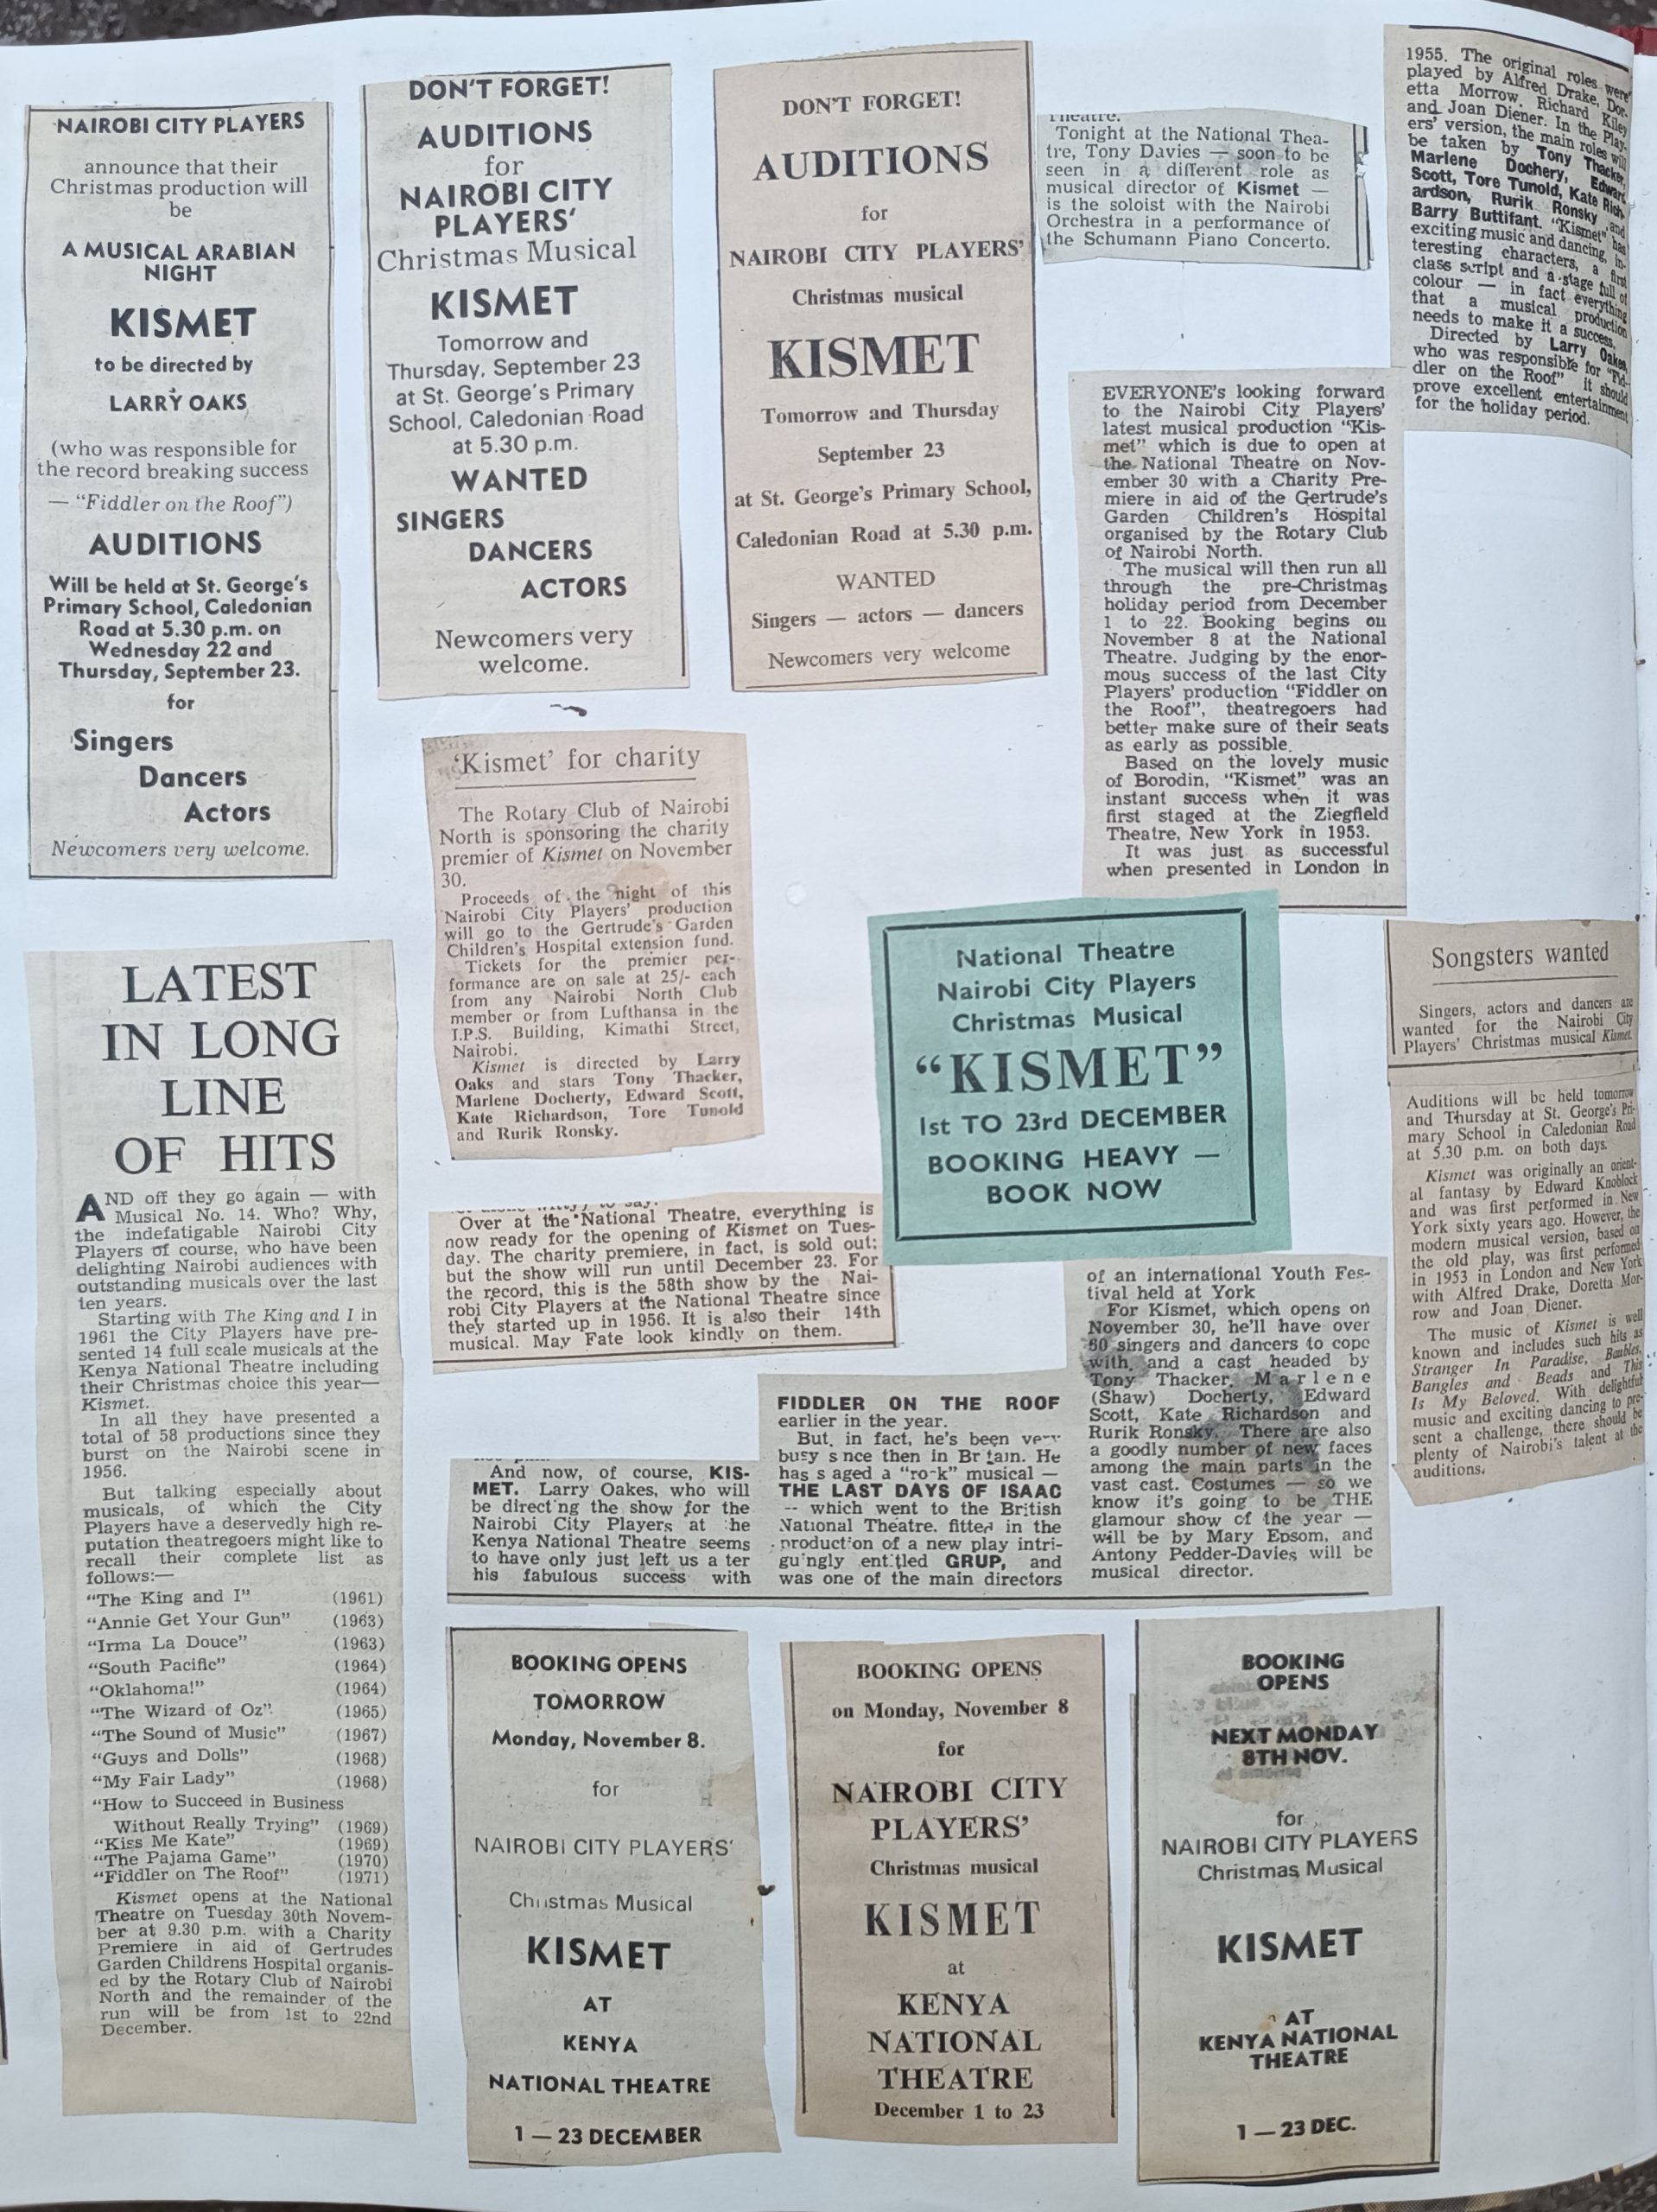 NAIROBI CITY PLAYERS
announce that their
Christmas production will
be
A MUSICAL ARABIAN
NIGHT
KISMET
to be directed by
LARRY OAKS
(who was responsible for
the record breaking success
— “Fiddler on the Roof”)
AUDITIONS
Will be held at St. George’s
Primary School, Caledonian
Road at 5.30 p.m. on
Wednesday 22 and
Thursday, September 23.
for
Singers
Dancers
Actors
Newcomers very welcome.
DON'T FORGET!
AUDITIONS
for
NAIROBI CITY
PLAYERS'
Christmas Musical
KISMET
Tomorrow and
Thursday, September 23
at St. George's Primary
School, Caledonian Road
at 5.30 p.m.
WANTED
SINGERS
DANCERS
ACTORS
Newcomers very
welcome.
DON'T FORGET!
AUDITIONS
for
NAIROBI CITY PLAYERS'
Christmas musical
KISMET
Tomorrow and Thursday
September 23
at St. George's Primary School,
Caledonian Road at 5.30 p.m.
WANTED
Singers — actors — dancers
Newcomers very welcome
Theatre.
Tonight at the National Thea-
tre, Tony Davies — soon to be
seen in a different role as
musical director of Kismet —
is the soloist with the Nairobi
Orchestra in a performance of
the Schumann Piano Concerto.
EVERYONE's looking forward
to the Nairobi City Players'
latest musical production “Kis-
met” which is due to open at
the National Theatre on Nov-
ember 30 with a Charity Pre-
miere in aid of the Gertrude's
Garden Children's Hospital
organised by the Rotary Club
of Nairobi North.
The musical will then run all
through the pre-Christmas
holiday period from December
1 to 22. Booking begins on
November 8 at the National
Theatre. Judging by the enor-
mous success of the last City
Players' production “Fiddler on
the Roof”, theatregoers had
better make sure of their seats
as early as possible.
Based on the lovely music
of Borodin, “Kismet” was an
instant success when it was
first staged at the Ziegfield
Theatre, New York in 1953.
It was just as successful
when presented in London in
1955. The original roles were
played by Alfred Drake, Dor-
etta Morrow. Richard Kiley
and Joan Diener. In the Play-
ers' version, the main roles will
be taken by Tony Thacker,
Marlene Dochery, Edward
Scott, Tore Tunold, Kate Rich-
ardson, Rurik Ronsky and
Barry Buttifant. “Kismet” has
exciting music and dancing, in-
teresting characters, a first
class script and a stage full of
colour — in fact everything
that a musical production
needs to make it a success.
Directed by Larry Oakes,
who was responsible for “Fid-
dler on the Roof” it should
prove excellent entertainment
for the holiday period.
‘Kismet’ for charity
The Rotary Club of Nairobi
North is sponsoring the charity
premier of Kismet on November
30.
Proceeds of the night of this
Nairobi City Players' production
will go to the Gertrude's Garden
Children's Hospital extension fund.
Tickets for the premier per-
formance are on sale at 25/- each
from any Nairobi North Club
member or from Lufthansa in the
I.P.S. Building, Kimathi Street,
Nairobi.
Kismet is directed by Larry
Oaks and stars Tony Thacker,
Marlene Docherty, Edward Scott,
Kate Richardson, Tore Tunold
and Rurik Ronsky.
National Theatre
Nairobi City Players
Christmas Musical
“KISMET”
1st TO 23rd DECEMBER
BOOKING HEAVY —
BOOK NOW
Songsters wanted
Singers, actors and dancers are
wanted for the Nairobi City
Players' Christmas musical Kismet.
Auditions will be held tomorrow
and Thursday at St. George's Pri-
mary School in Caledonian Road
at 5.30 p.m. on both days.
Kismet was originally an orient-
al fantasy by Edward Knoblock
and was first performed in New
York sixty years ago. However, the
modern musical version, based on
the old play, was first performed
in 1953 in London and New York
with Alfred Drake, Doretta Mor-
row and Joan Diener.
The music of Kismet is well
known and includes such hits as
Stranger In Paradise, Baubles,
Bangles and Beads and This
Is My Beloved. With delightful
music and exciting dancing to pre-
sent a challenge, there should be
plenty of Nairobi's talent at the
auditions.
LATEST
IN LONG
LINE
OF HITS
AND off they go again — with
Musical No. 14. Who? Why,
the indefatigable Nairobi City
Players of course, who have been
delighting Nairobi audiences with
outstanding musicals over the last
ten years.
Starting with The King and I in
1961 the City Players have pre-
sented 14 full scale musicals at the
Kenya National Theatre including
their Christmas choice this year—
Kismet.
In all they have presented a
total of 58 productions since they
burst on the Nairobi scene in
1956.
But talking especially about
musicals, of which the City
Players have a deservedly high re-
putation theatregoers might like to
recall their complete list as
follows:—
“The King and I” (1961)
“Annie Get Your Gun” (1963)
“Irma La Douce” (1963)
“South Pacific” (1964)
“Oklahoma!” (1964)
“The Wizard of Oz” (1965)
“The Sound of Music” (1967)
“Guys and Dolls” (1968)
“My Fair Lady” (1968)
“How to Succeed in Business
Without Really Trying” (1969)
“Kiss Me Kate” (1969)
“The Pajama Game” (1970)
“Fiddler on The Roof” (1971)
Kismet opens at the National
Theatre on Tuesday 30th Novem-
ber at 9.30 p.m. with a Charity
Premiere in aid of Gertrudes
Garden Childrens Hospital organis-
ed by the Rotary Club of Nairobi
North and the remainder of the
run will be from 1st to 22nd
December.
Over at the National Theatre, everything is
now ready for the opening of Kismet on Tues-
day. The charity premiere, in fact, is sold out;
but the show will run until December 23. For
the record, this is the 58th show by the Nai-
robi City Players at the National Theatre since
they started up in 1956. It is also their 14th
musical. May Fate look kindly on them.
And now, of course, KIS-
MET. Larry Oakes, who will
be directing the show for the
Nairobi City Players at he
Kenya National Theatre seems
to have only just left us a ter
his fabulous success with
FIDDLER ON THE ROOF
earlier in the year.
But, in fact, he's been very
busy s nce then in Britain. He
has s aged a “rock” musical —
THE LAST DAYS OF ISAAC
-- which went to the British
National Theatre, fitted in the
production of a new play intri-
guingly entitled GRUP, and
was one of the main directors
of an international Youth Fes-
tival held at York
For Kismet, which opens on
November 30, he'll have over
60 singers and dancers to cope
with, and a cast headed by
Tony Thacker, Marlene
(Shaw) Docherty, Edward
Scott, Kate Richardson and
Rurik Ronsky. There are also
a goodly number of new faces
among the main parts in the
vast cast. Costumes — so we
know it's going to be THE
glamour show of the year —
will be by Mary Epsom, and
Antony Pedder-Davies will be
musical director.
BOOKING OPENS
TOMORROW
Monday, November 8.
for
NAIROBI CITY PLAYERS'
Christmas Musical
KISMET
AT
KENYA
NATIONAL THEATRE
1 — 23 DECEMBER
BOOKING OPENS
on Monday, November 8
for
NAIROBI CITY
PLAYERS'
Christmas musical
KISMET
at
KENYA
NATIONAL
THEATRE
December 1 to 23
BOOKING
OPENS
NEXT MONDAY
8TH NOV.
for
NAIROBI CITY PLAYERS
Christmas Musical
KISMET
AT
KENYA NATIONAL
THEATRE
1 — 23 DEC.